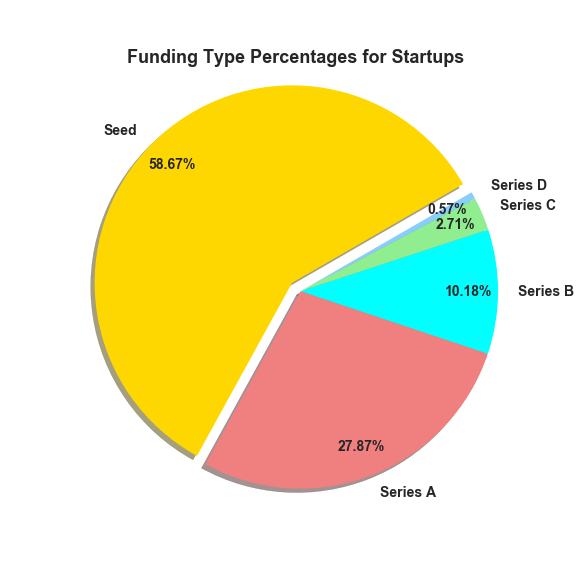 Funding Type Percentages for Startups
Seed
58.67%
Series D
0.57%
Series C
2.71%
10.18%
Series B
27.87%
Series A